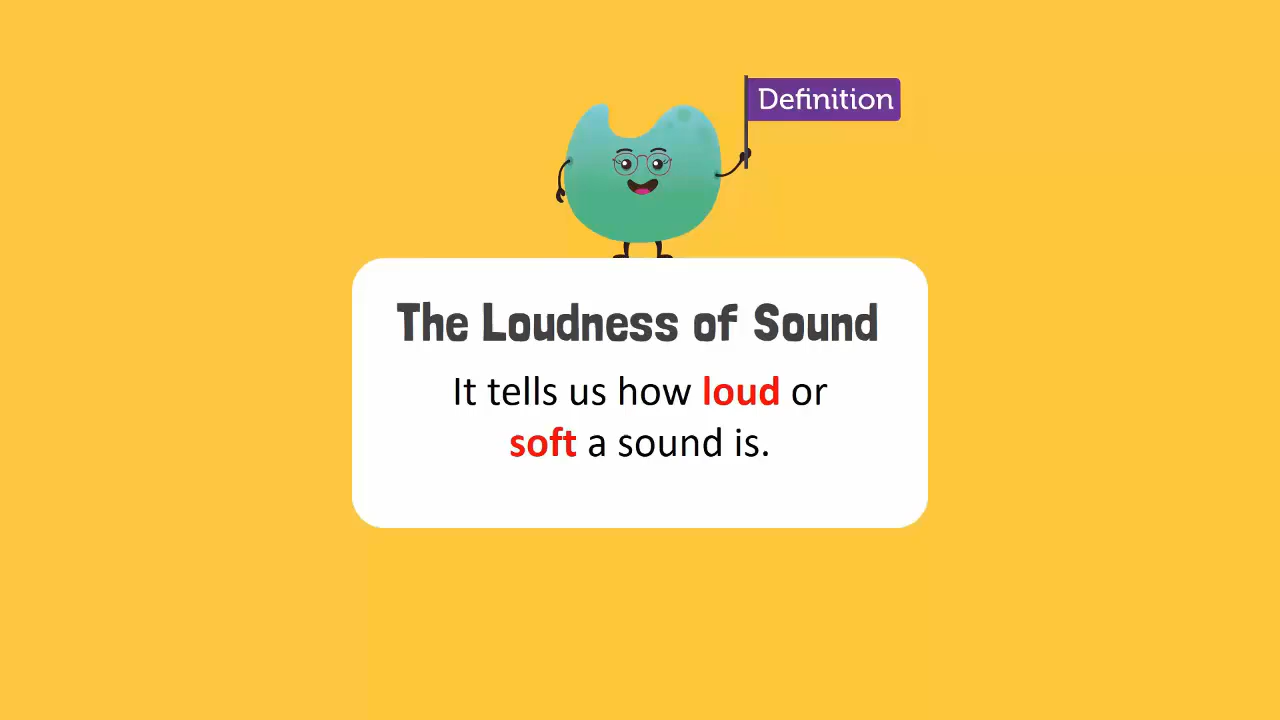 Definition
The Loudness of Sound
It tells us how loud or
soft a sound is.